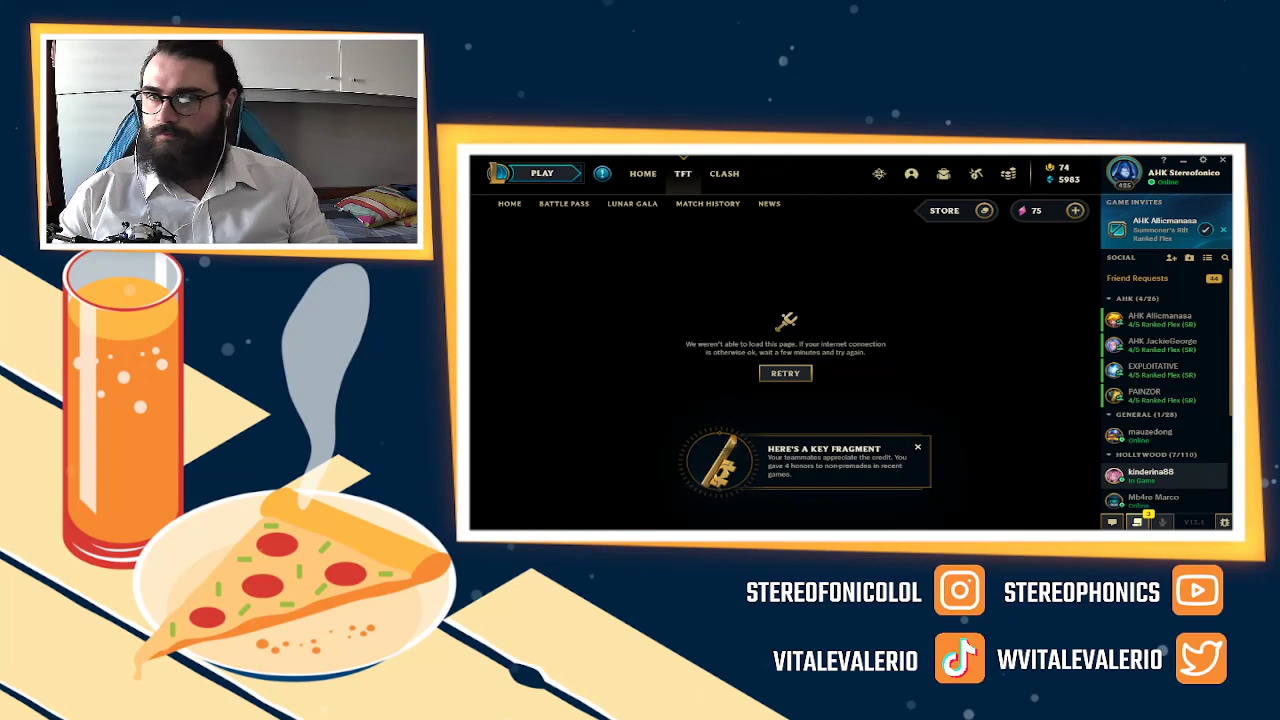 PLAY
HOME
TFT
CLASH
74
5983
425
?
AHK Stereofonico
Online
HOME
BATTLE PASS
LUNAR GALA
MATCH HISTORY
NEWS
STORE
75
GAME INVITES
AHK Allicmanasa
Summoner's Rift
Ranked Flex
SOCIAL
Friend Requests
44
AHK (4/26)
AHK Allicmanasa
4/5 Ranked Flex (SR)
AHK JackieGeorge
4/5 Ranked Flex (SR)
EXPLOITATIVE
4/5 Ranked Flex (SR)
PAINZOR
4/5 Ranked Flex (SR)
GENERAL (1/28)
mauzedong
Online
HOLLYWOOD (7/110)
kinderina88
In Game
Mb4re Marco
Online
3
V13.1
We weren't able to load this page. If your internet connection
is otherwise ok, wait a few minutes and try again.
RETRY
HERE'S A KEY FRAGMENT
Your teammates appreciate the credit. You
gave 4 honors to non-premades in recent
games.
STEREOFONICOLOL
STEREOPHONICS
VITALEVALERIO
WVITALEVALERIO